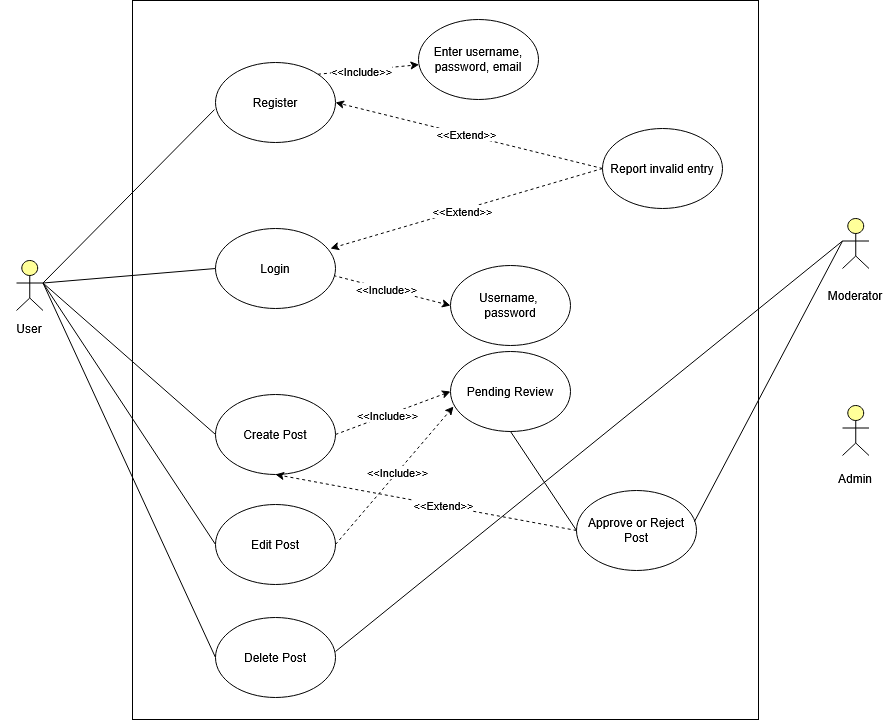 Enter username,
password, email
<<Include>>
Register
<<Extend>>
Report invalid entry
<<Extend>>
Login
<<Include>>
Username,
password
User
Moderator
Pending Review
<<Include>>
Create Post
<<Include>>
Admin
<<Extend>>
Approve or Reject
Post
Edit Post
Delete Post